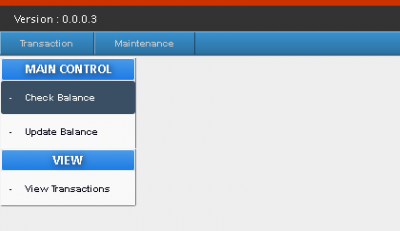 Version : 0.0.0.3
Transaction Maintenance
MAIN CONTROL
- Check Balance
- Update Balance
VIEW
- View Transactions